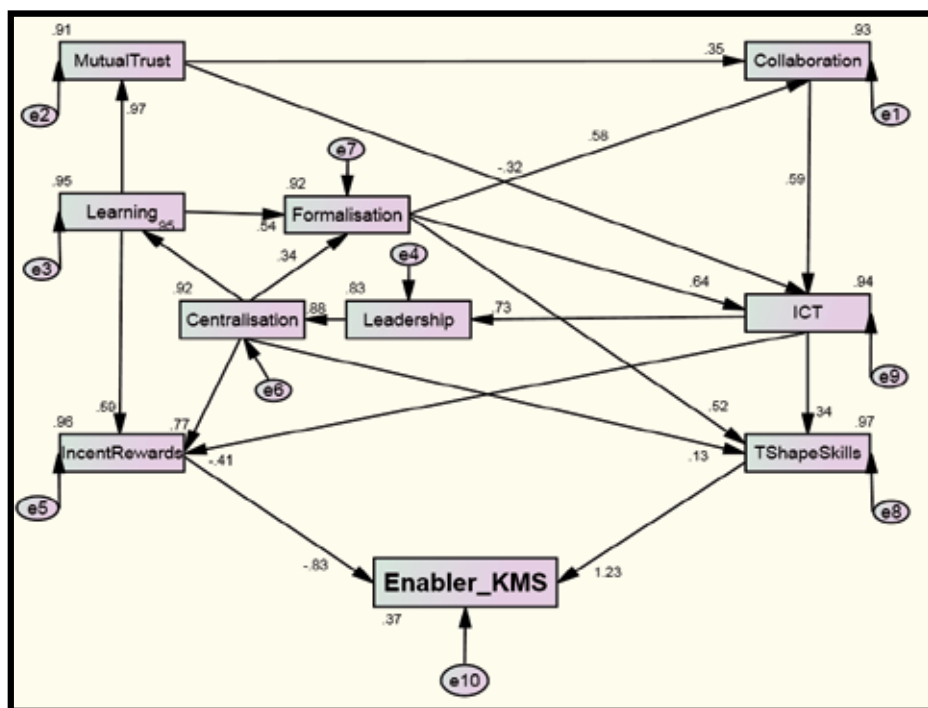 .91
.93
MutualTrust
.35
Collaboration
e2
e1
.97
e7
.58
-.32
.59
.95
.92
Learning
.95
Formalisation
.54
e3
.34
e4
.92
.83
.64
.94
Centralisation
.88
Leadership
.73
ICT
e6
e9
.59
.77
.52
.34
.96
.97
IncentRewards
-.41
.13
TShapeSkills
e5
e8
-.83
Enabler_KMS
1.23
.37
e10